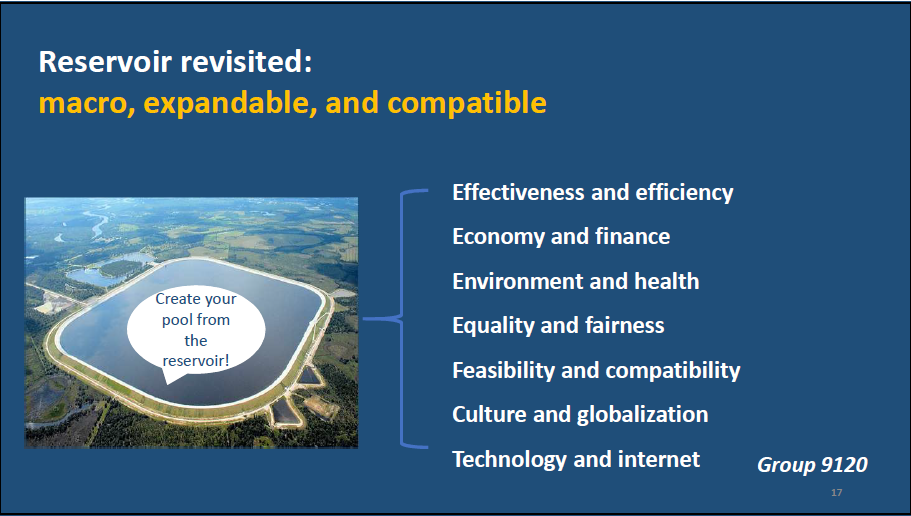 Reservoir revisited:
macro, expandable, and compatible
Create your
pool from
the
reservoir!
Effectiveness and efficiency
Economy and finance
Environment and health
Equality and fairness
Feasibility and compatibility
Culture and globalization
Technology and internet
Group 9120
17